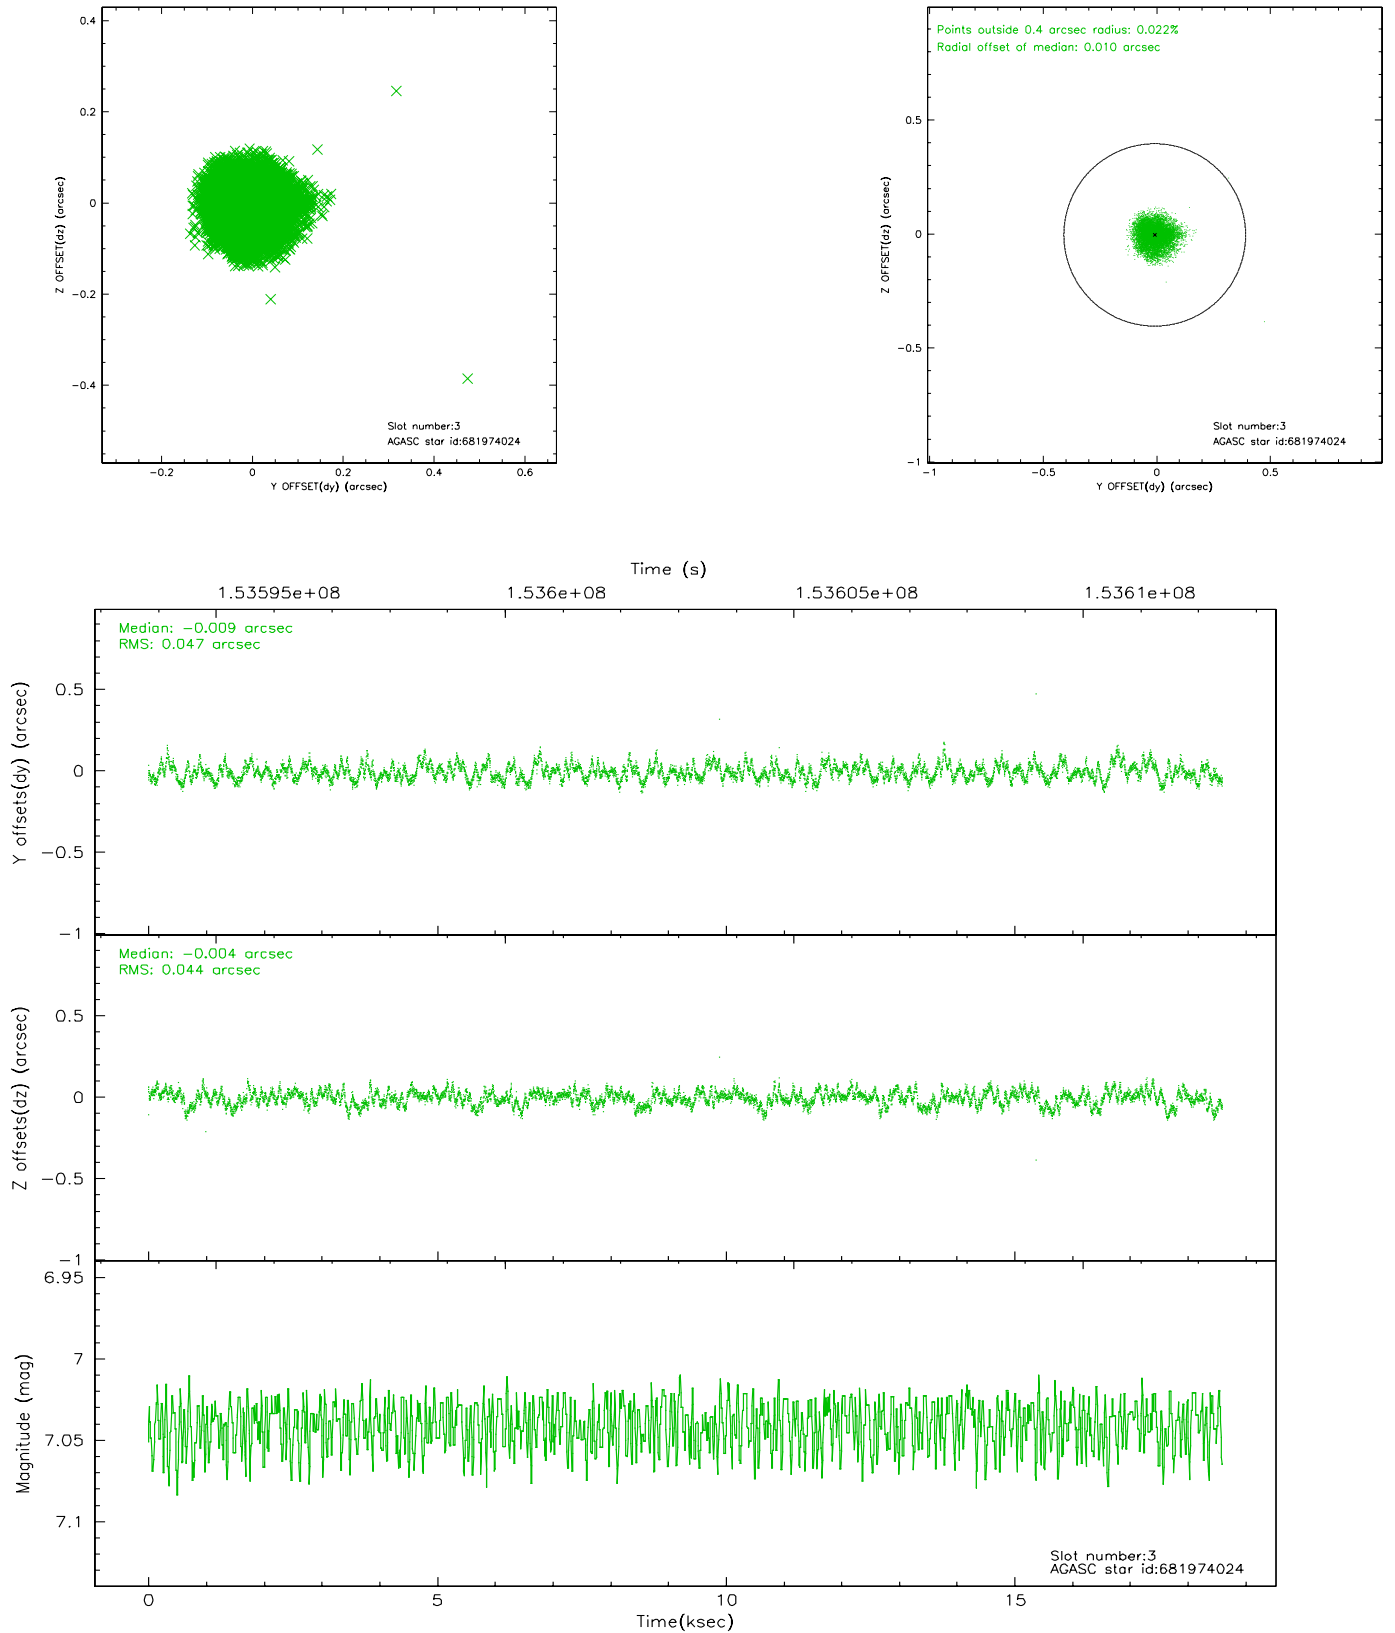 0.4
0.2
0
−0.2
−0.4
Z OFFSET(dz) (arcsec)
Slot number:3
AGASC star id:681974024
−0.2
0
0.2
0.4
0.6
Y OFFSET(dy) (arcsec)
Points outside 0.4 arcsec radius: 0.022%
Radial offset of median: 0.010 arcsec
0.5
0
−0.5
−1
Z OFFSET(dz) (arcsec)
Slot number:3
AGASC star id:681974024
−1
−0.5
0
0.5
Y OFFSET(dy) (arcsec)
Time (s)
1.53595e+08
1.536e+08
1.53605e+08
1.5361e+08
Median: −0.009 arcsec
RMS: 0.047 arcsec
0.5
0
−0.5
−1
Y offsets(dy) (arcsec)
Median: −0.004 arcsec
RMS: 0.044 arcsec
0.5
0
−0.5
−1
Z offsets(dz) (arcsec)
6.95
7
7.05
7.1
Magnitude (mag)
Slot number:3
AGASC star id:681974024
0
5
10
15
Time(ksec)